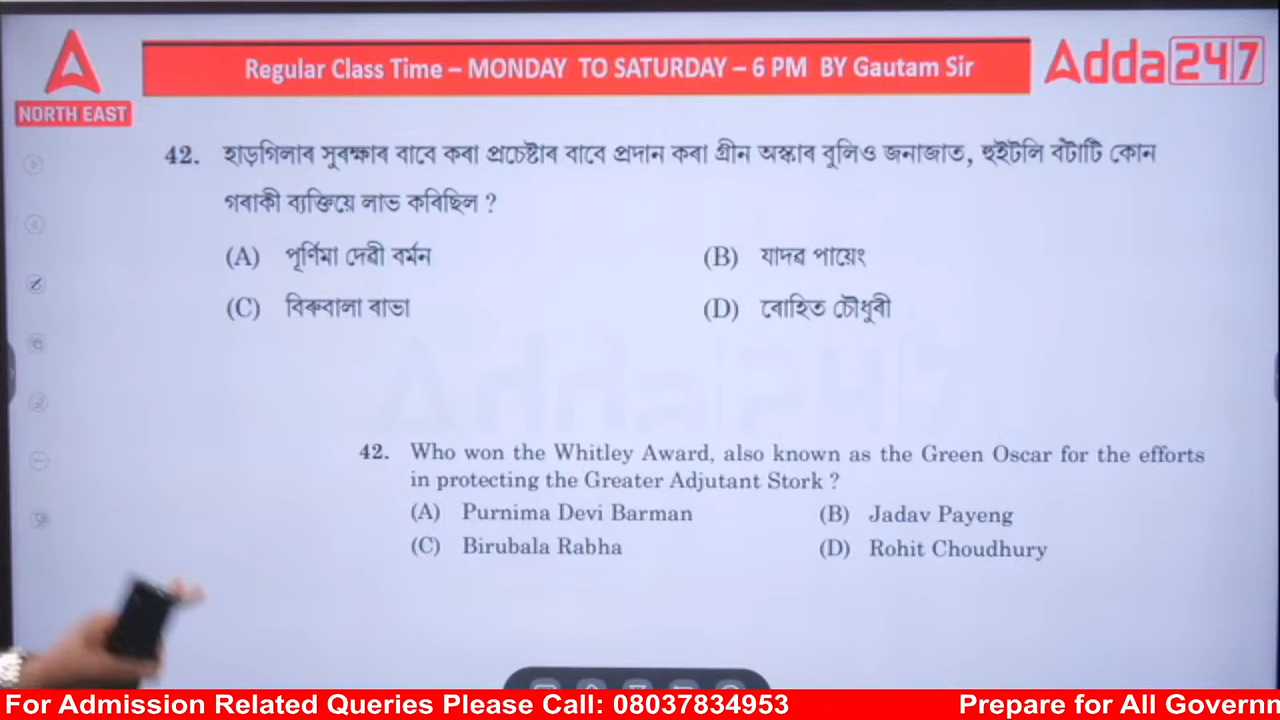 Regular Class Time – MONDAY TO SATURDAY – 6 PM BY Gautam Sir
Adda247
NORTH EAST
42. হাড়গিলাৰ সুৰক্ষাৰ বাবে কৰা প্ৰচেষ্টাৰ বাবে প্ৰদান কৰা গ্ৰীন অস্কাৰ বুলিও জনাজাত, হুইটলি বঁটাটি কোন
গৰাকী ব্যক্তিয়ে লাভ কৰিছিল ?
(A) পূৰ্ণিমা দেৱী বৰ্মন (B) যাদৱ পায়েং
(C) বিৰুবালা ৰাভা (D) ৰোহিত চৌধুৰী
42. Who won the Whitley Award, also known as the Green Oscar for the efforts
in protecting the Greater Adjutant Stork ?
(A) Purnima Devi Barman (B) Jadav Payeng
(C) Birubala Rabha (D) Rohit Choudhury
For Admission Related Queries Please Call: 08037834953 Prepare for All Governn